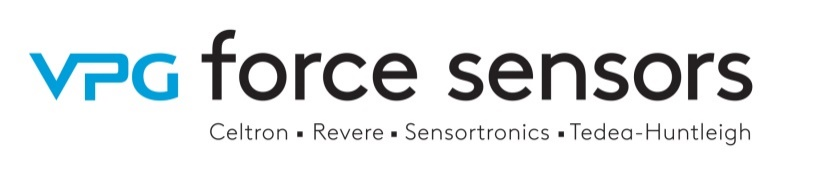 VPG force sensors
Celtron ▪ Revere ▪ Sensortronics ▪ Tedea-Huntleigh